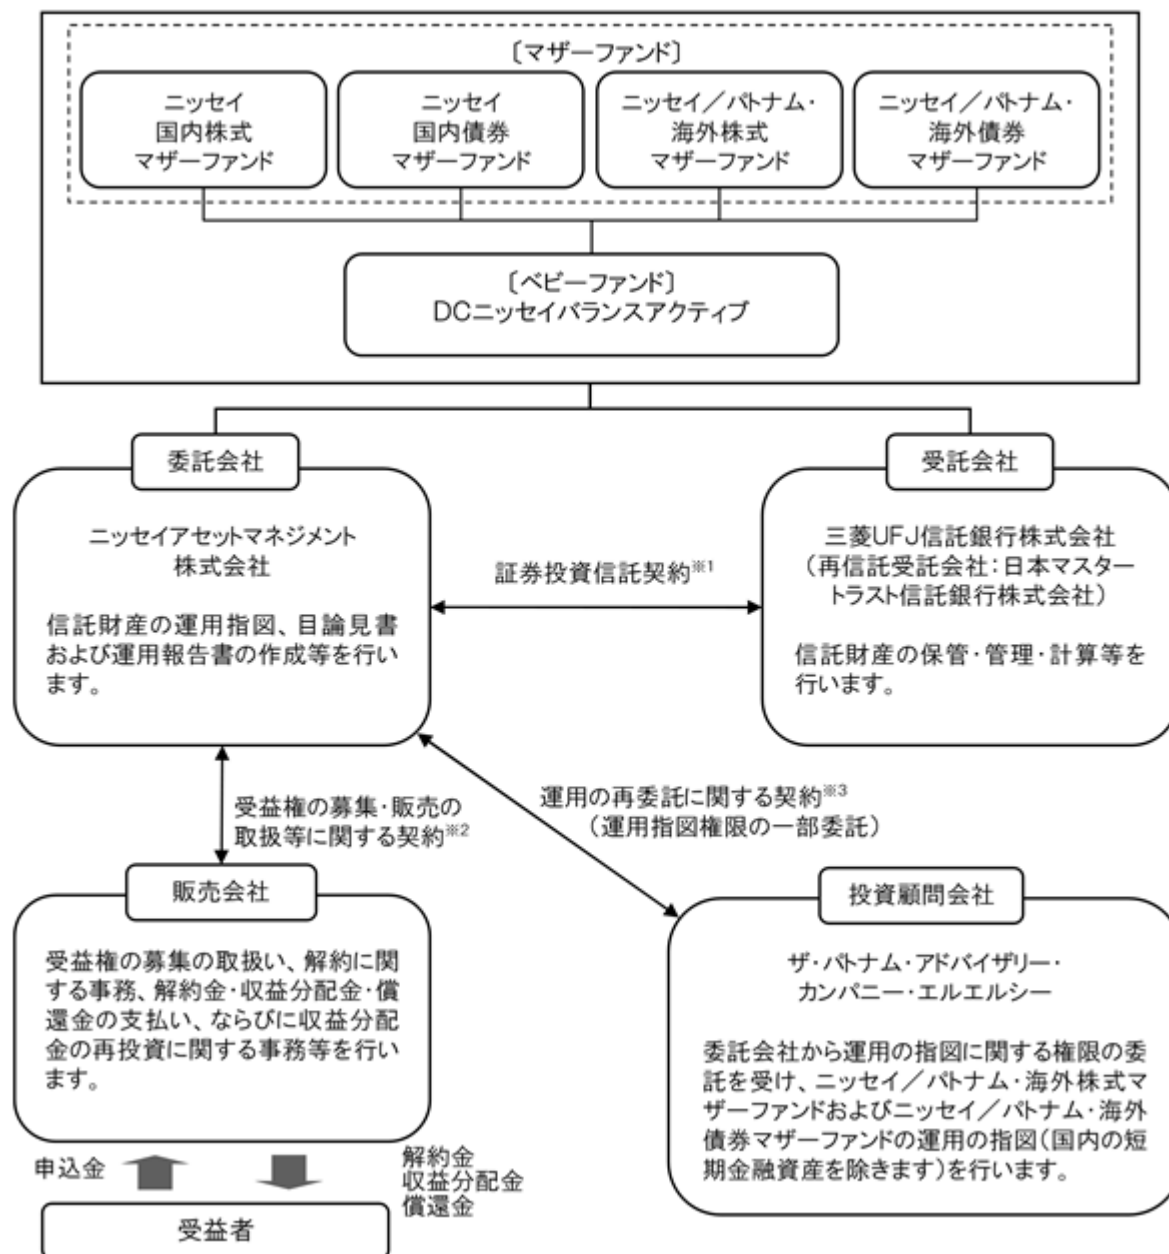 〔マザーファンド〕
ニッセイ
国内株式
マザーファンド
ニッセイ
国内債券
マザーファンド
ニッセイ／パトナム・
海外株式
マザーファンド
ニッセイ／パトナム・
海外債券
マザーファンド
〔ベビーファンド〕
DCニッセイバランスアクティブ
委託会社
ニッセイアセットマネジメント
株式会社
信託財産の運用指図、目論見書
および運用報告書の作成等を行い
ます。
証券投資信託契約※1
受託会社
三菱UFJ信託銀行株式会社
（再信託受託会社：日本マスター
トラスト信託銀行株式会社）
信託財産の保管・管理・計算等を
行います。
受益権の募集・販売の
取扱等に関する契約※2
運用の再委託に関する契約※3
（運用指図権限の一部委託）
販売会社
受益権の募集の取扱い、解約に関
する事務、解約金・収益分配金・償
還金の支払い、ならびに収益分配
金の再投資に関する事務等を行い
ます。
投資顧問会社
ザ・パトナム・アドバイザリー・
カンパニー・エルエルシー
委託会社から運用の指図に関する権限の委
託を受け、ニッセイ／パトナム・海外株式マ
ザーファンドおよびニッセイ／パトナム・海外
債券マザーファンドの運用の指図（国内の短
期金融資産を除きます）を行います。
申込金
解約金
収益分配金
償還金
受益者